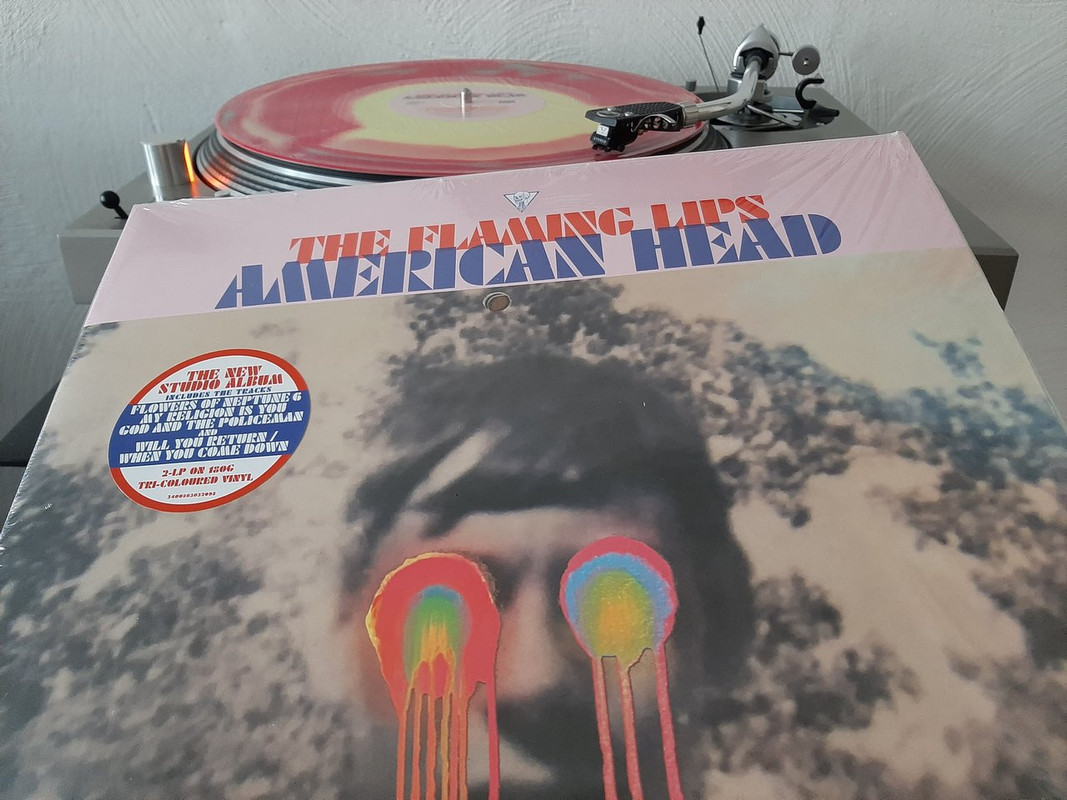 THE FLAMING LIPS
AMERICAN HEAD
THE NEW
STUDIO ALBUM
INCLUDES THE TRACKS
FLOWERS OF NEPTUNE 6
MY RELIGION IS YOU
GOD AND THE POLICEMAN
AND
WILL YOU RETURN /
WHEN YOU COME DOWN
2-LP ON 180G
TRI-COLOURED VINYL